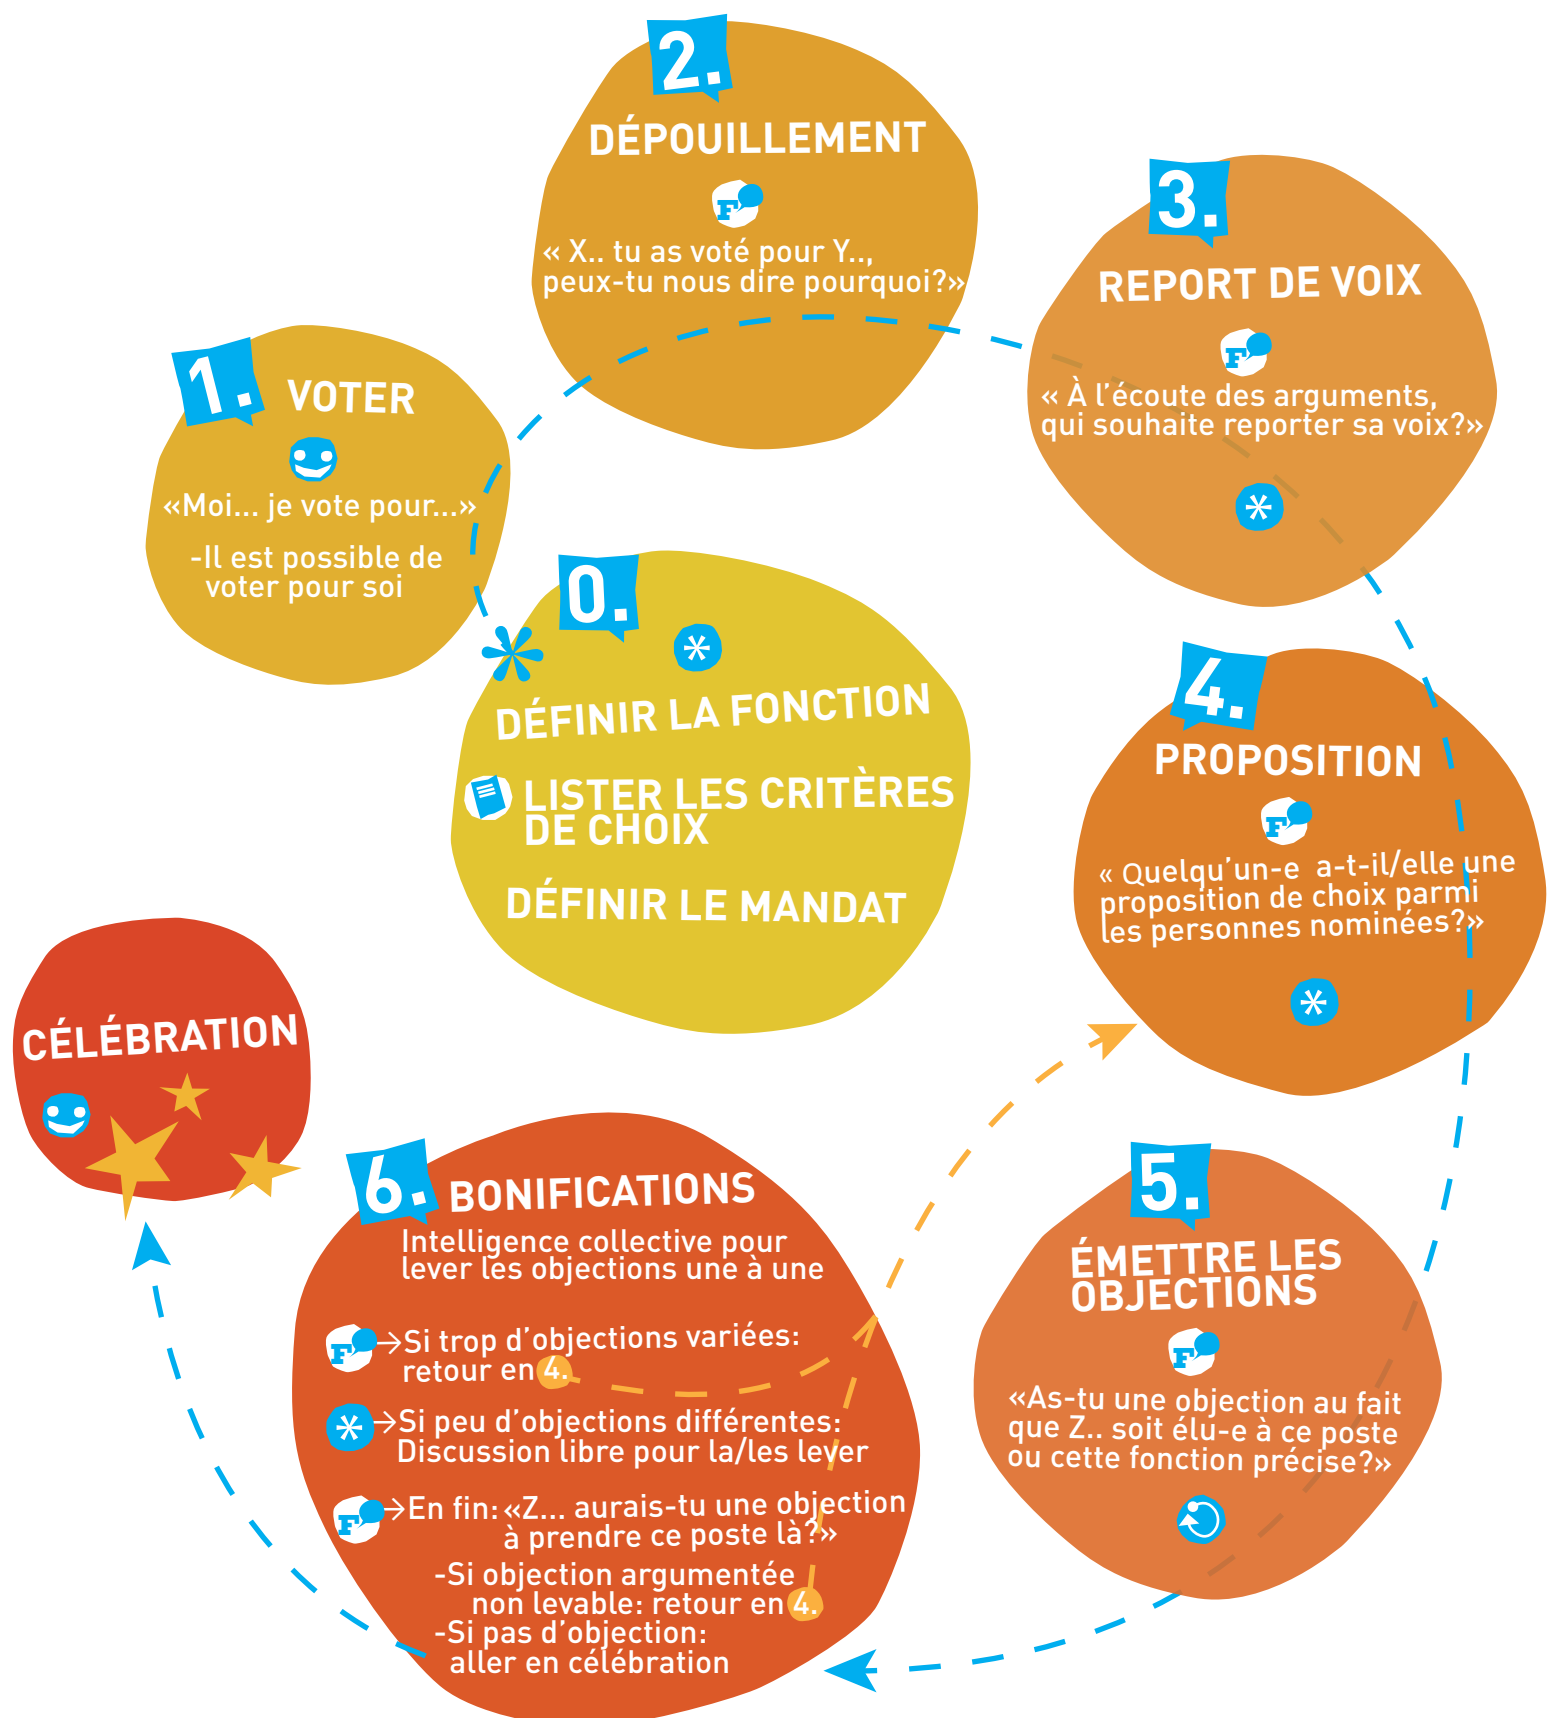 0.
DÉFINIR LA FONCTION
LISTER LES CRITÈRES
DE CHOIX
DÉFINIR LE MANDAT
1.
VOTER
«Moi... je vote pour...»
-Il est possible de
voter pour soi
2.
DÉPOUILLEMENT
F
« X.. tu as voté pour Y..,
peux-tu nous dire pourquoi?»
3.
REPORT DE VOIX
F
« À l'écoute des arguments,
qui souhaite reporter sa voix?»
*
4.
PROPOSITION
F
« Quelqu'un-e a-t-il/elle une
proposition de choix parmi
les personnes nominées?»
*
5.
ÉMETTRE LES
OBJECTIONS
F
«As-tu une objection au fait
que Z.. soit élu-e à ce poste
ou cette fonction précise?»
6.
BONIFICATIONS
Intelligence collective pour
lever les objections une à une
F →Si trop d'objections variées:
retour en 4.
* →Si peu d'objections différentes:
Discussion libre pour la/les lever
F →En fin: «Z... aurais-tu une objection
à prendre ce poste là?»
-Si objection argumentée
non levable: retour en 4.
-Si pas d'objection:
aller en célébration
CÉLÉBRATION